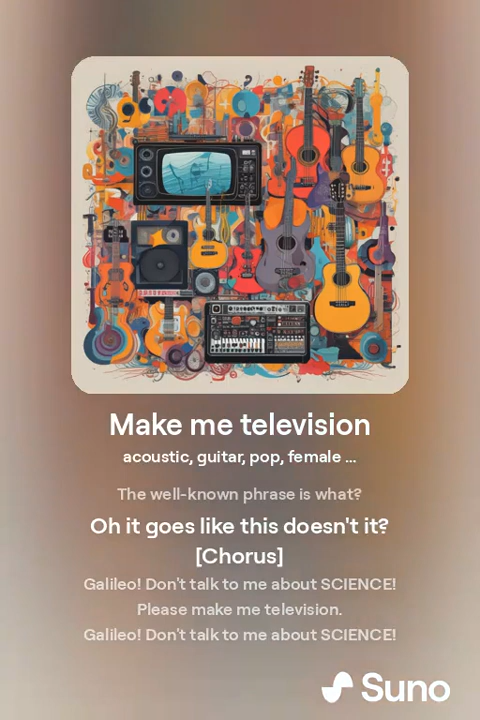 Make me television
acoustic, guitar, pop, female ...
The well-known phrase is what?
Oh it goes like this doesn't it?
[Chorus]
Galileo! Don't talk to me about SCIENCE!
Please make me television.
Galileo! Don't talk to me about SCIENCE!
Suno